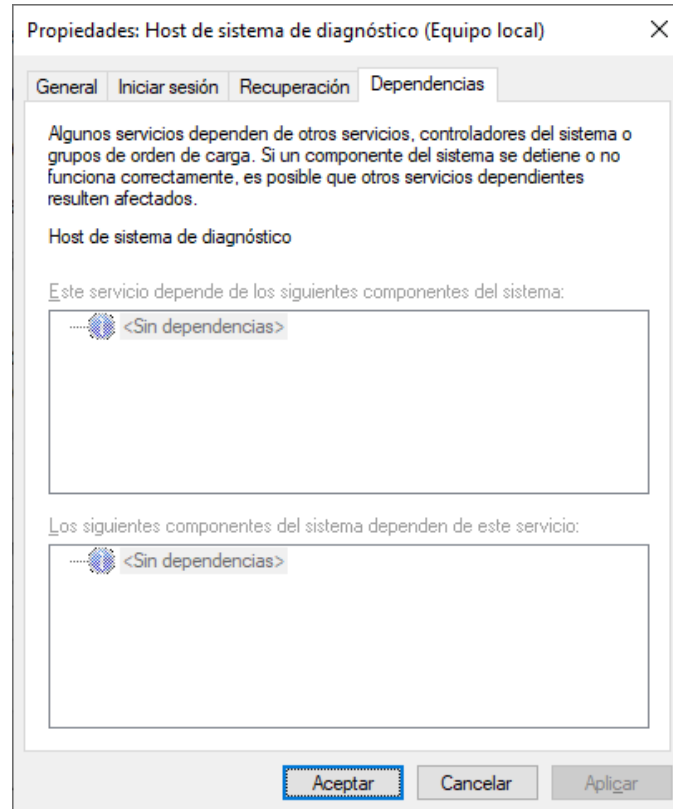 Propiedades: Host de sistema de diagnóstico (Equipo local)
General Iniciar sesión Recuperación Dependencias
Algunos servicios dependen de otros servicios, controladores del sistema o
grupos de orden de carga. Si un componente del sistema se detiene o no
funciona correctamente, es posible que otros servicios dependientes
resulten afectados.
Host de sistema de diagnóstico
Este servicio depende de los siguientes componentes del sistema:
<Sin dependencias>
Los siguientes componentes del sistema dependen de este servicio:
<Sin dependencias>
Aceptar Cancelar Aplicar